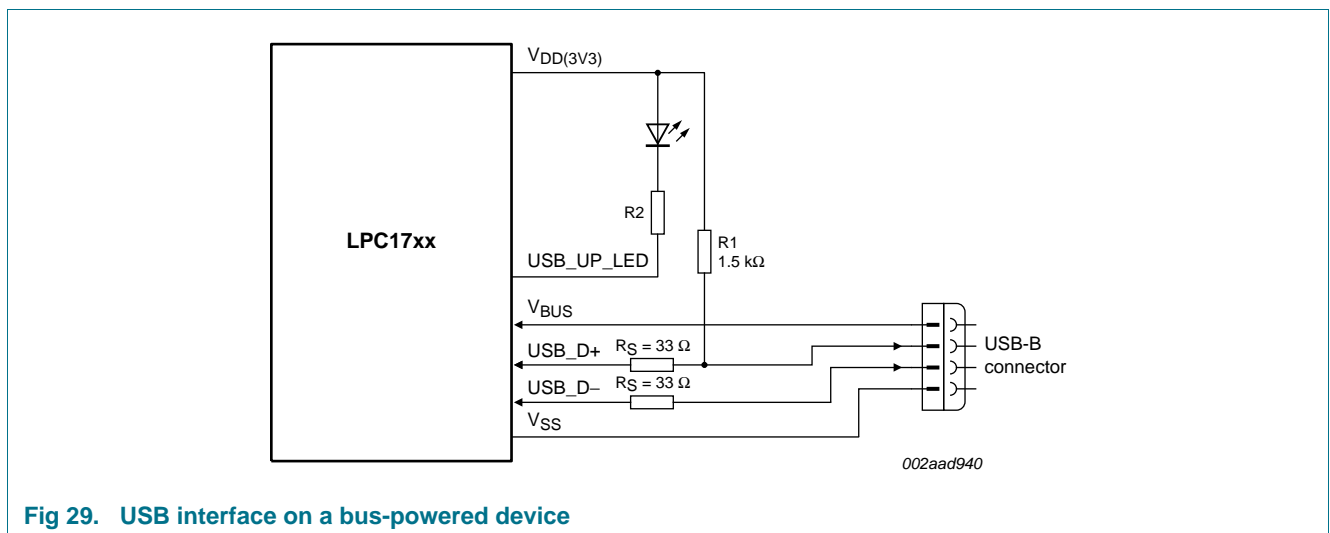 VDD(3V3)
R2
R1
1.5 kΩ
LPC17xx
USB_UP_LED
VBUS
USB_D+
RS = 33 Ω
USB_D−
RS = 33 Ω
VSS
USB-B
connector
002aad940
Fig 29. USB interface on a bus-powered device